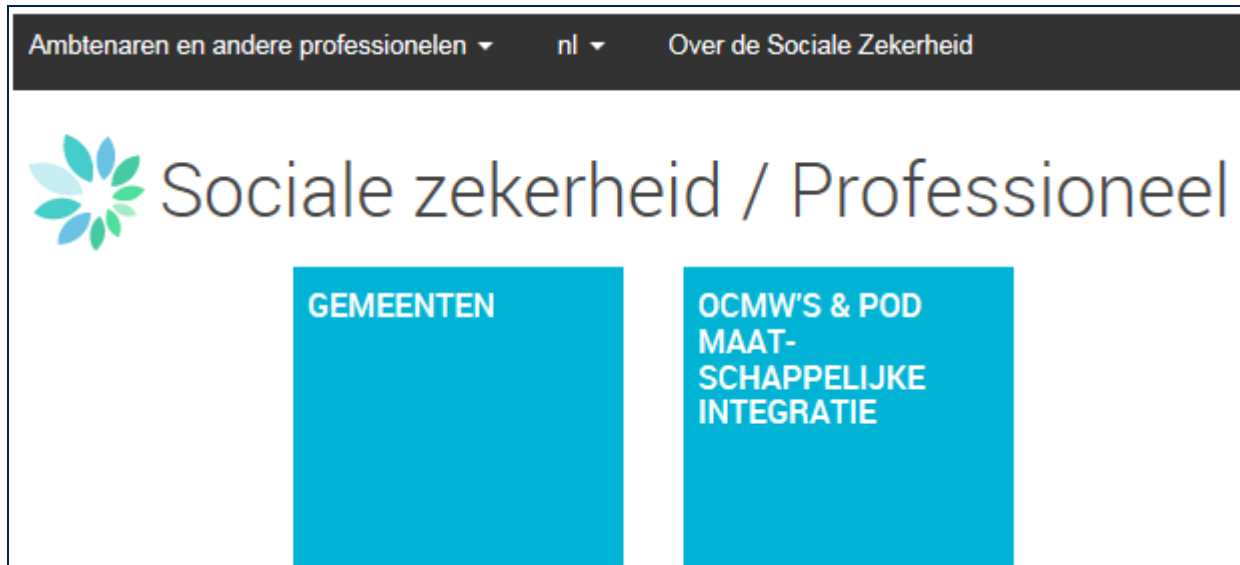 Ambtenaren en andere professionelen nl Over de Sociale Zekerheid
Sociale zekerheid / Professioneel
GEMEENTEN
OCMW'S & POD
MAAT-
SCHAPPELIJKE
INTEGRATIE